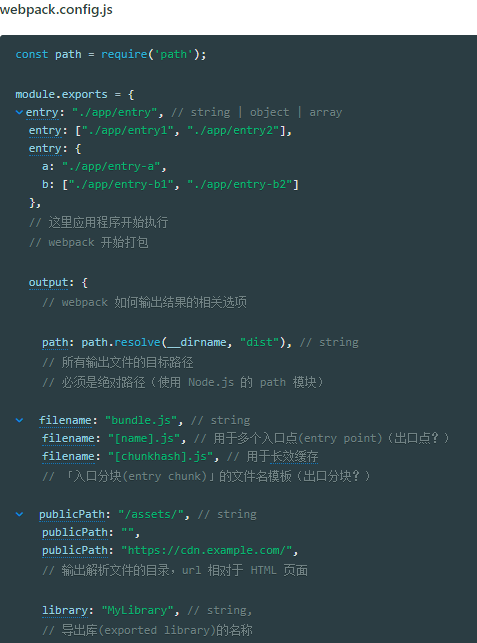 webpack.config.js
const path = require('path');
module.exports = {
entry: "./app/entry", // string | object | array
entry: ["./app/entry1", "./app/entry2"],
entry: {
a: "./app/entry-a",
b: ["./app/entry-b1", "./app/entry-b2"]
},
// 这里应用程序开始执行
// webpack 开始打包
output: {
// webpack 如何输出结果的相关选项
path: path.resolve(__dirname, "dist"), // string
// 所有输出文件的目标路径
// 必须是绝对路径（使用 Node.js 的 path 模块）
filename: "bundle.js", // string
filename: "[name].js", // 用于多个入口点(entry point)（出口点？）
filename: "[chunkhash].js", // 用于长效缓存
// 「入口分块(entry chunk)」的文件名模板（出口分块？）
publicPath: "/assets/", // string
publicPath: "",
publicPath: "https://cdn.example.com/",
// 输出解析文件的目录，url 相对于 HTML 页面
library: "MyLibrary", // string,
// 导出库(exported library)的名称